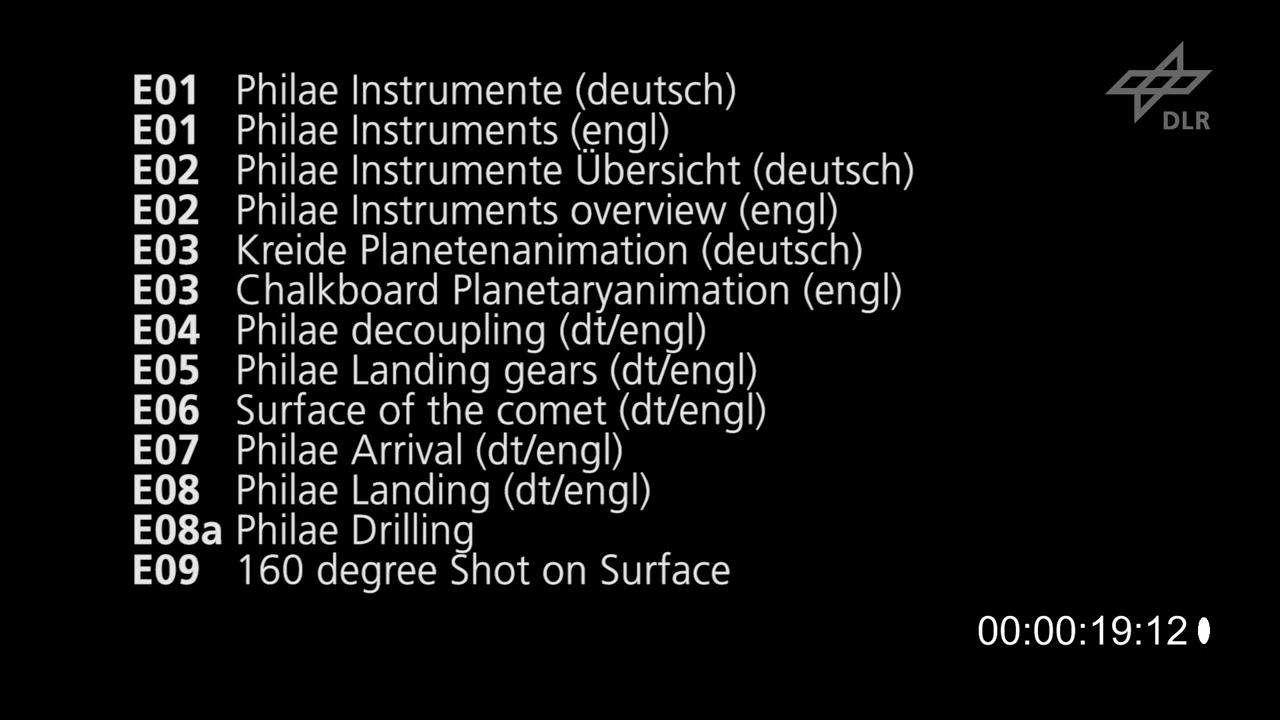 E01 Philae Instrumente (deutsch)
E01 Philae Instruments (engl)
E02 Philae Instrumente Übersicht (deutsch)
E02 Philae Instruments overview (engl)
E03 Kreide Planetenanimation (deutsch)
E03 Chalkboard Planetaryanimation (engl)
E04 Philae decoupling (dt/engl)
E05 Philae Landing gears (dt/engl)
E06 Surface of the comet (dt/engl)
E07 Philae Arrival (dt/engl)
E08 Philae Landing (dt/engl)
E08a Philae Drilling
E09 160 degree Shot on Surface
DLR
00:00:19:12